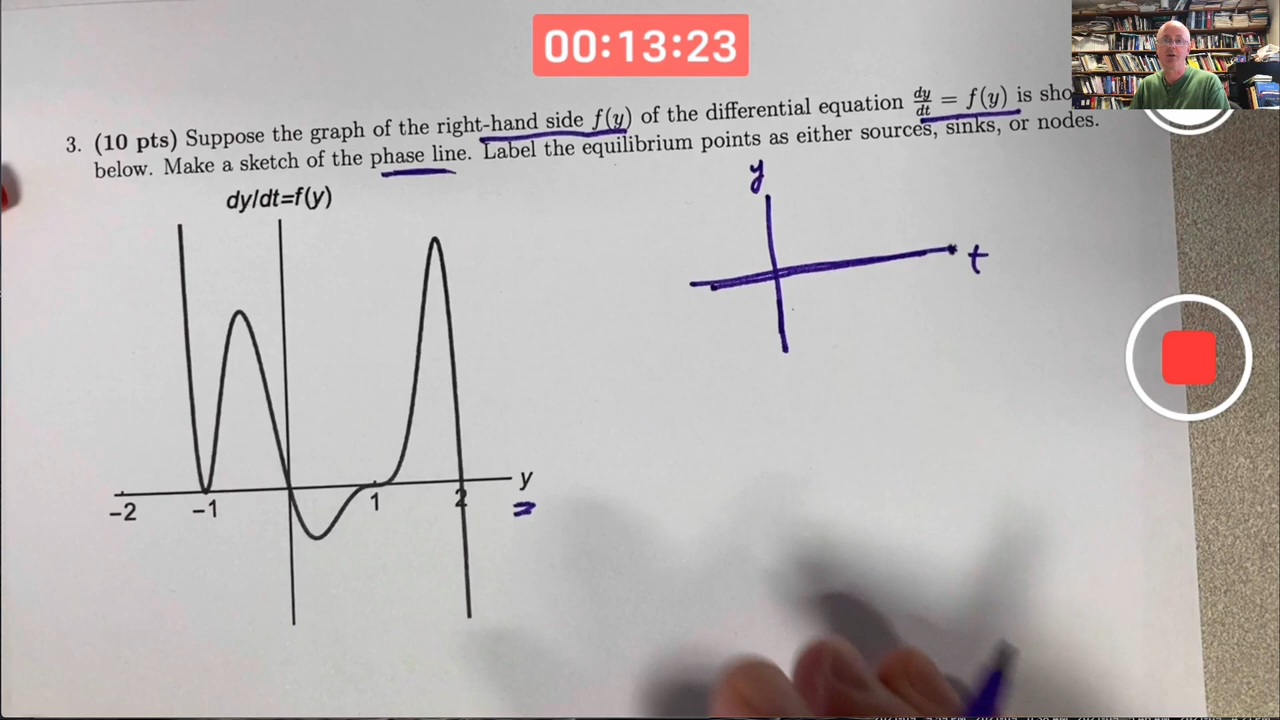 00:13:23
3. (10 pts) Suppose the graph of the right-hand side f(y) of the differential equation dy/dt = f(y) is sho
below. Make a sketch of the phase line. Label the equilibrium points as either sources, sinks, or nodes.
dy/dt=f(y)
y
t
y
-2
-1
1
2